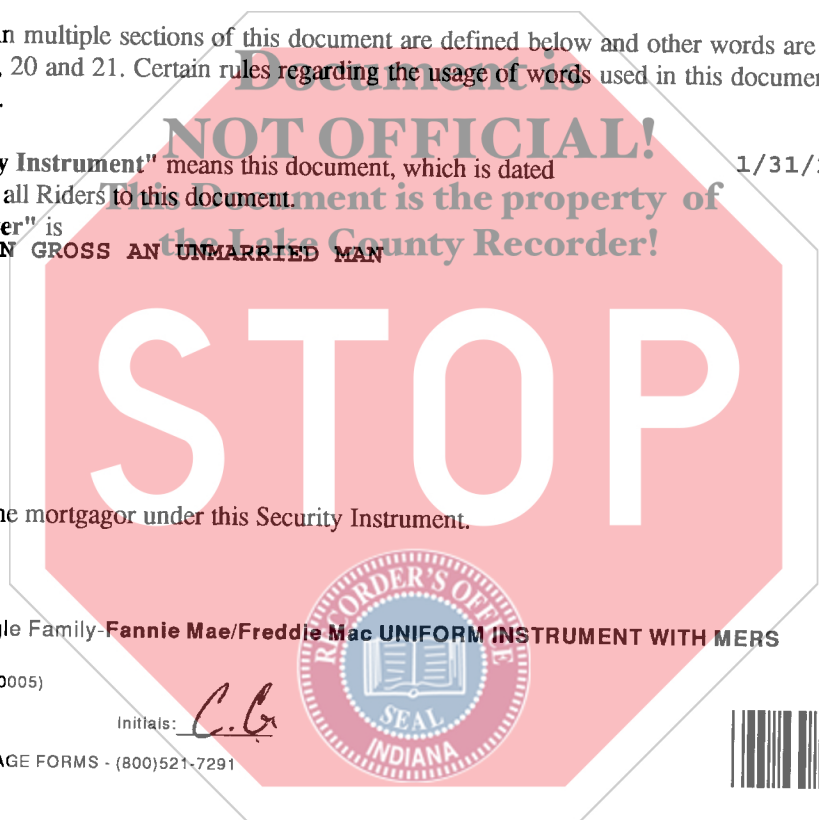 n multiple sections of this document are defined below and other words are
, 20 and 21. Certain rules regarding the usage of words used in this documen
.
Document is
NOT OFFICIAL!
This Document is the property of
the Lake County Recorder!
y Instrument" means this document, which is dated 1/31/
all Riders to this document.
er" is
N GROSS AN UNMARRIED MAN
STOP
ne mortgagor under this Security Instrument.
RECORDER'S OFFICE
SEAL
INDIANA
gle Family-Fannie Mae/Freddie Mac UNIFORM INSTRUMENT WITH MERS
0005)
Initials: C.G
AGE FORMS - (800)521-7291